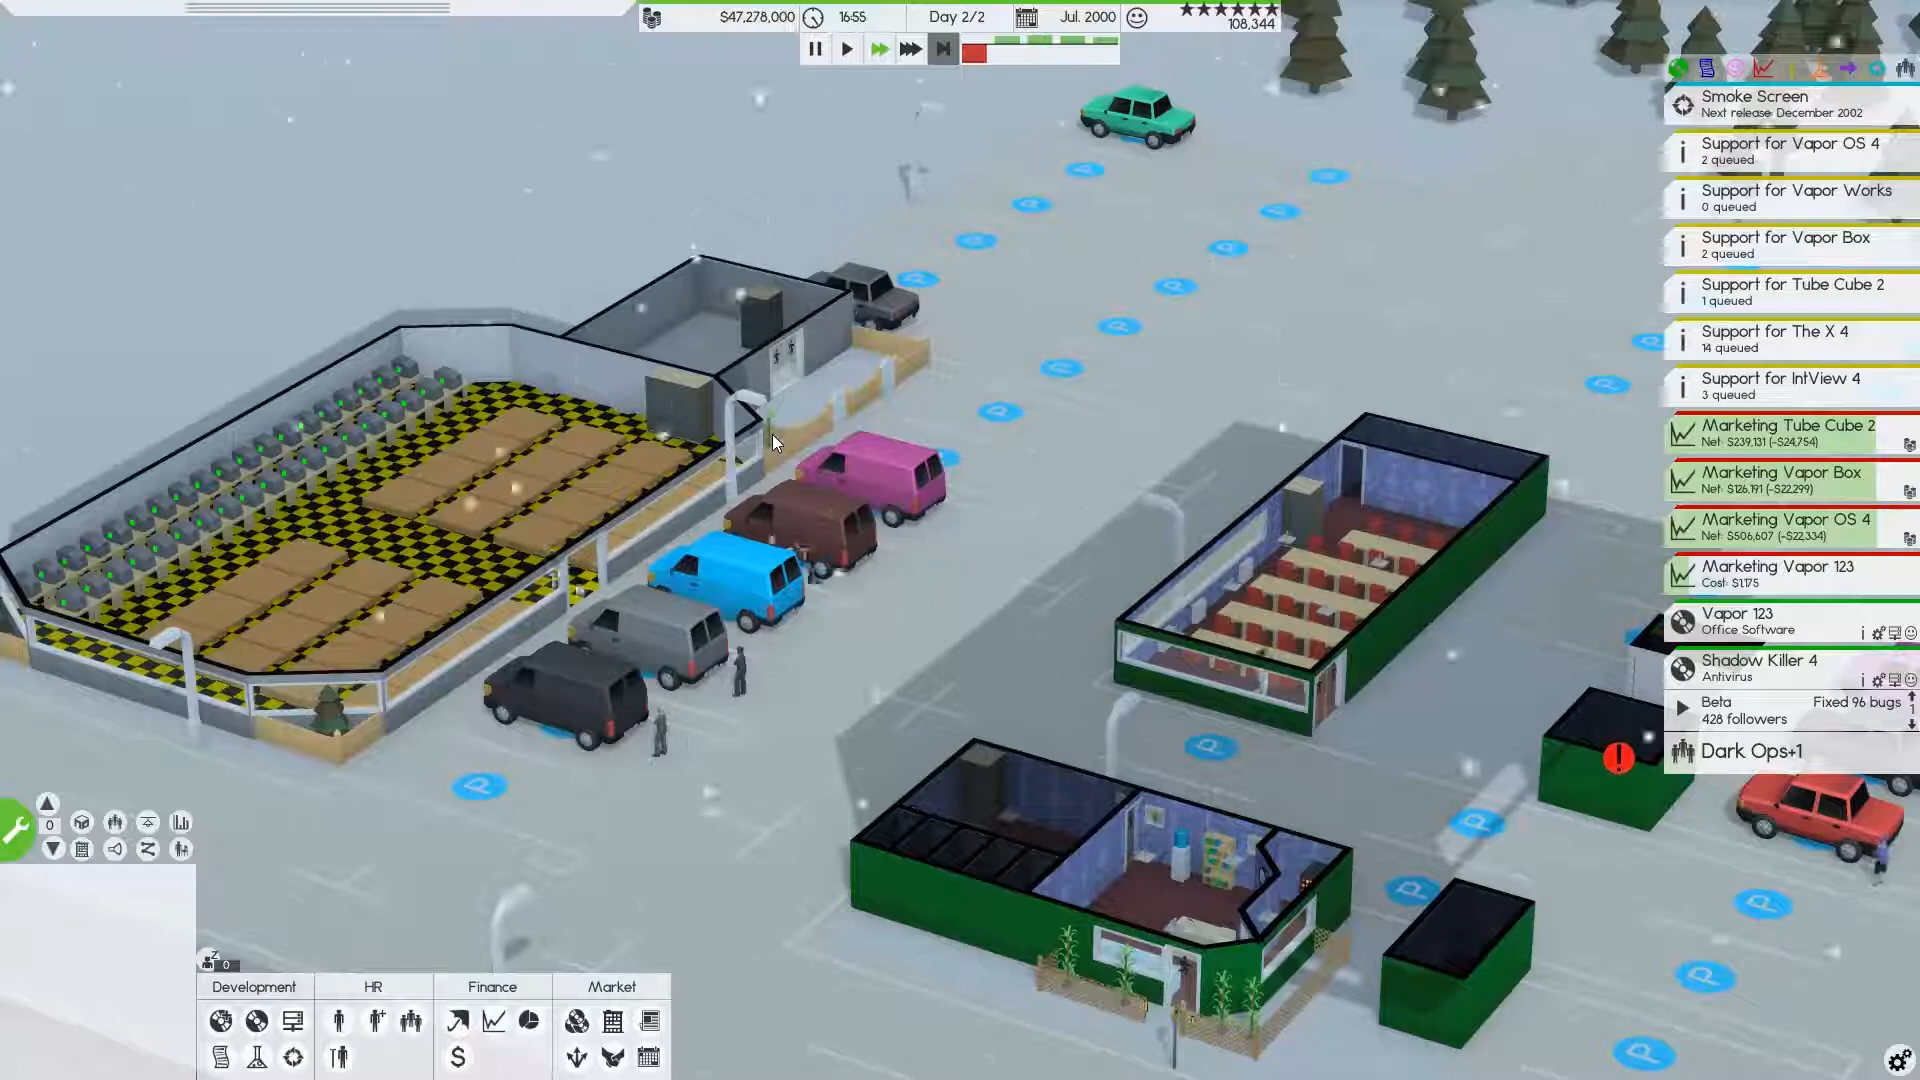 $47,278,000
16:55
Day 2/2
Jul. 2000
108,344
Smoke Screen
Next release: December 2002
Support for Vapor OS 4
2 queued
Support for Vapor Works
0 queued
Support for Vapor Box
2 queued
Support for Tube Cube 2
1 queued
Support for The X 4
14 queued
Support for IntView 4
3 queued
Marketing Tube Cube 2
Net: $239,131 (-$24,754)
Marketing Vapor Box
Net: $126,191 (-$22,299)
Marketing Vapor OS 4
Net: $506,607 (-$22,334)
Marketing Vapor 123
Cost: $1,175
Vapor 123
Office Software
Shadow Killer 4
Antivirus
Beta
Fixed 96 bugs
428 followers
1
Dark Ops+1
0
Z
0
Development
HR
Finance
Market